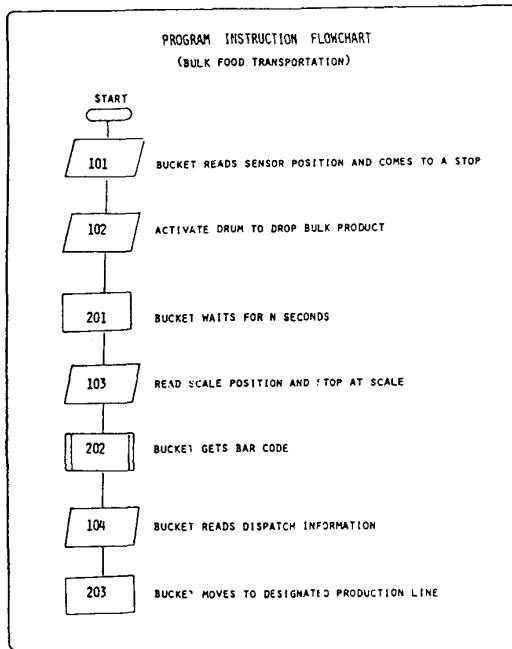 PROGRAM INSTRUCTION FLOWCHART
(BULK FOOD TRANSPORTATION)
START
101 BUCKET READS SENSOR POSITION AND COMES TO A STOP
102 ACTIVATE DRUM TO DROP BULK PRODUCT
201 BUCKET WAITS FOR N SECONDS
103 READ SCALE POSITION AND STOP AT SCALE
202 BUCKET GETS BAR CODE
104 BUCKET READS DISPATCH INFORMATION
203 BUCKET MOVES TO DESIGNATED PRODUCTION LINE